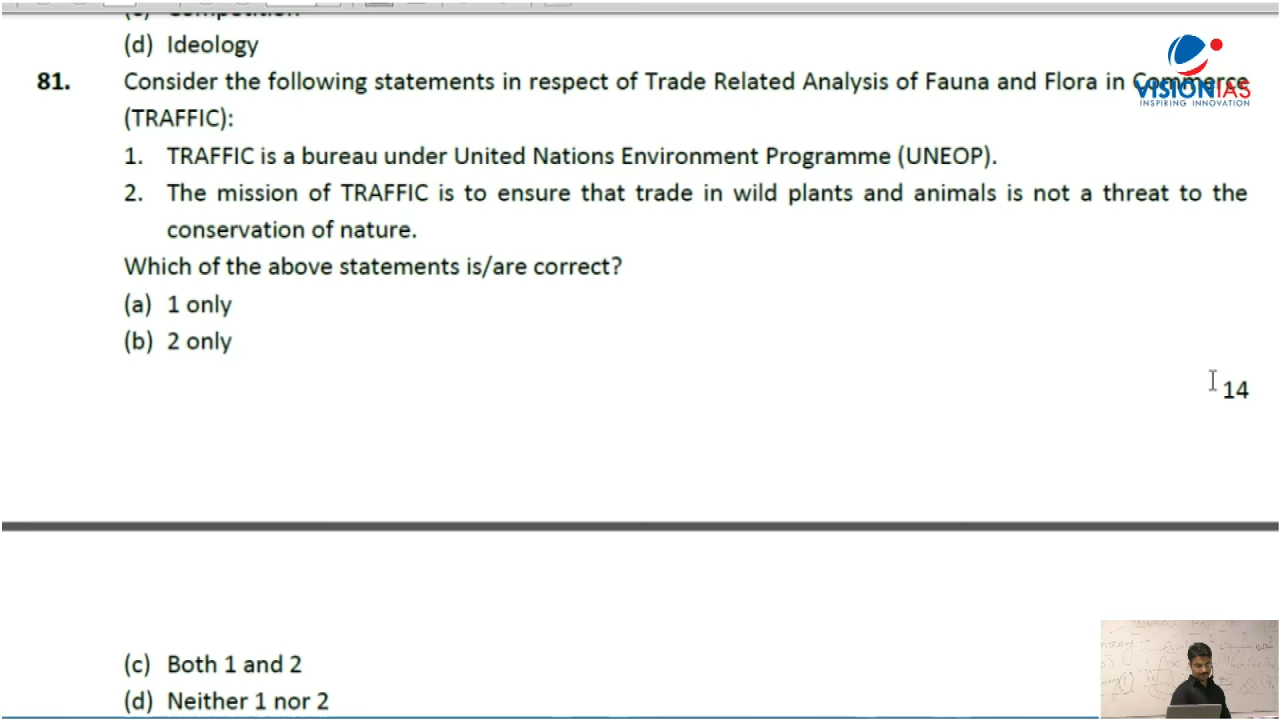 (d) Ideology
81. Consider the following statements in respect of Trade Related Analysis of Fauna and Flora in Commerce
VISIONIAS
INSPIRING INNOVATION
(TRAFFIC):
1. TRAFFIC is a bureau under United Nations Environment Programme (UNEOP).
2. The mission of TRAFFIC is to ensure that trade in wild plants and animals is not a threat to the
conservation of nature.
Which of the above statements is/are correct?
(a) 1 only
(b) 2 only
14
(c) Both 1 and 2
(d) Neither 1 nor 2